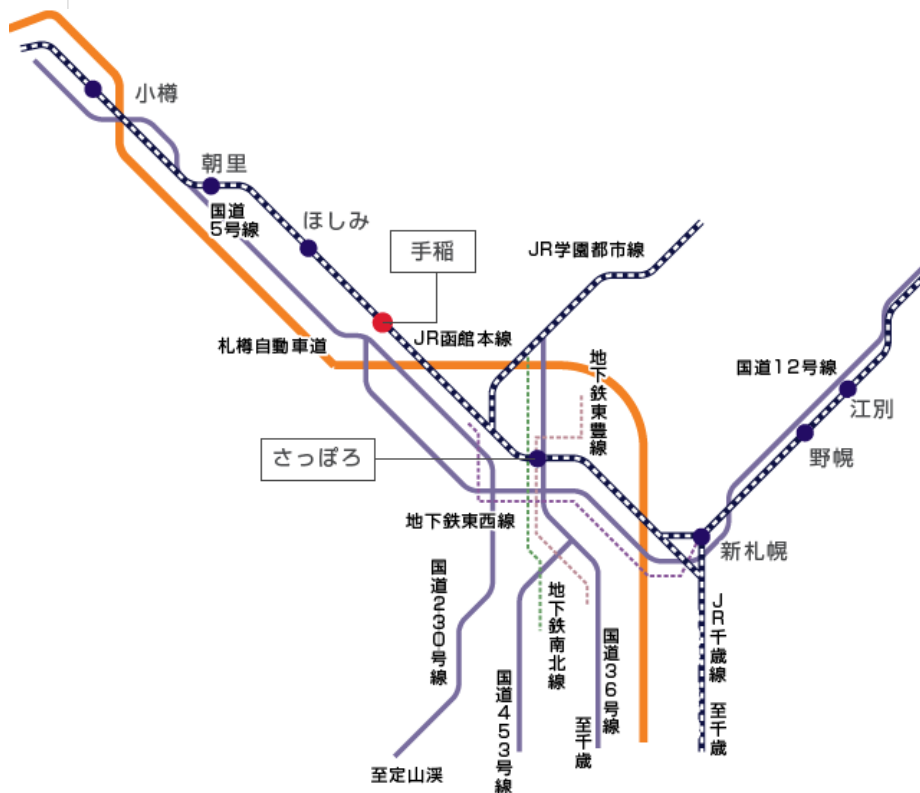 小樽
朝里
国道
5号線
ほしみ
手稲
JR学園都市線
札樽自動車道
JR函館本線
地下鉄東豊線
国道12号線
江別
野幌
さっぽろ
地下鉄東西線
新札幌
国道230号線
地下鉄南北線
国道36号線
至千歳
国道453号線
JR千歳線
至千歳
至定山渓